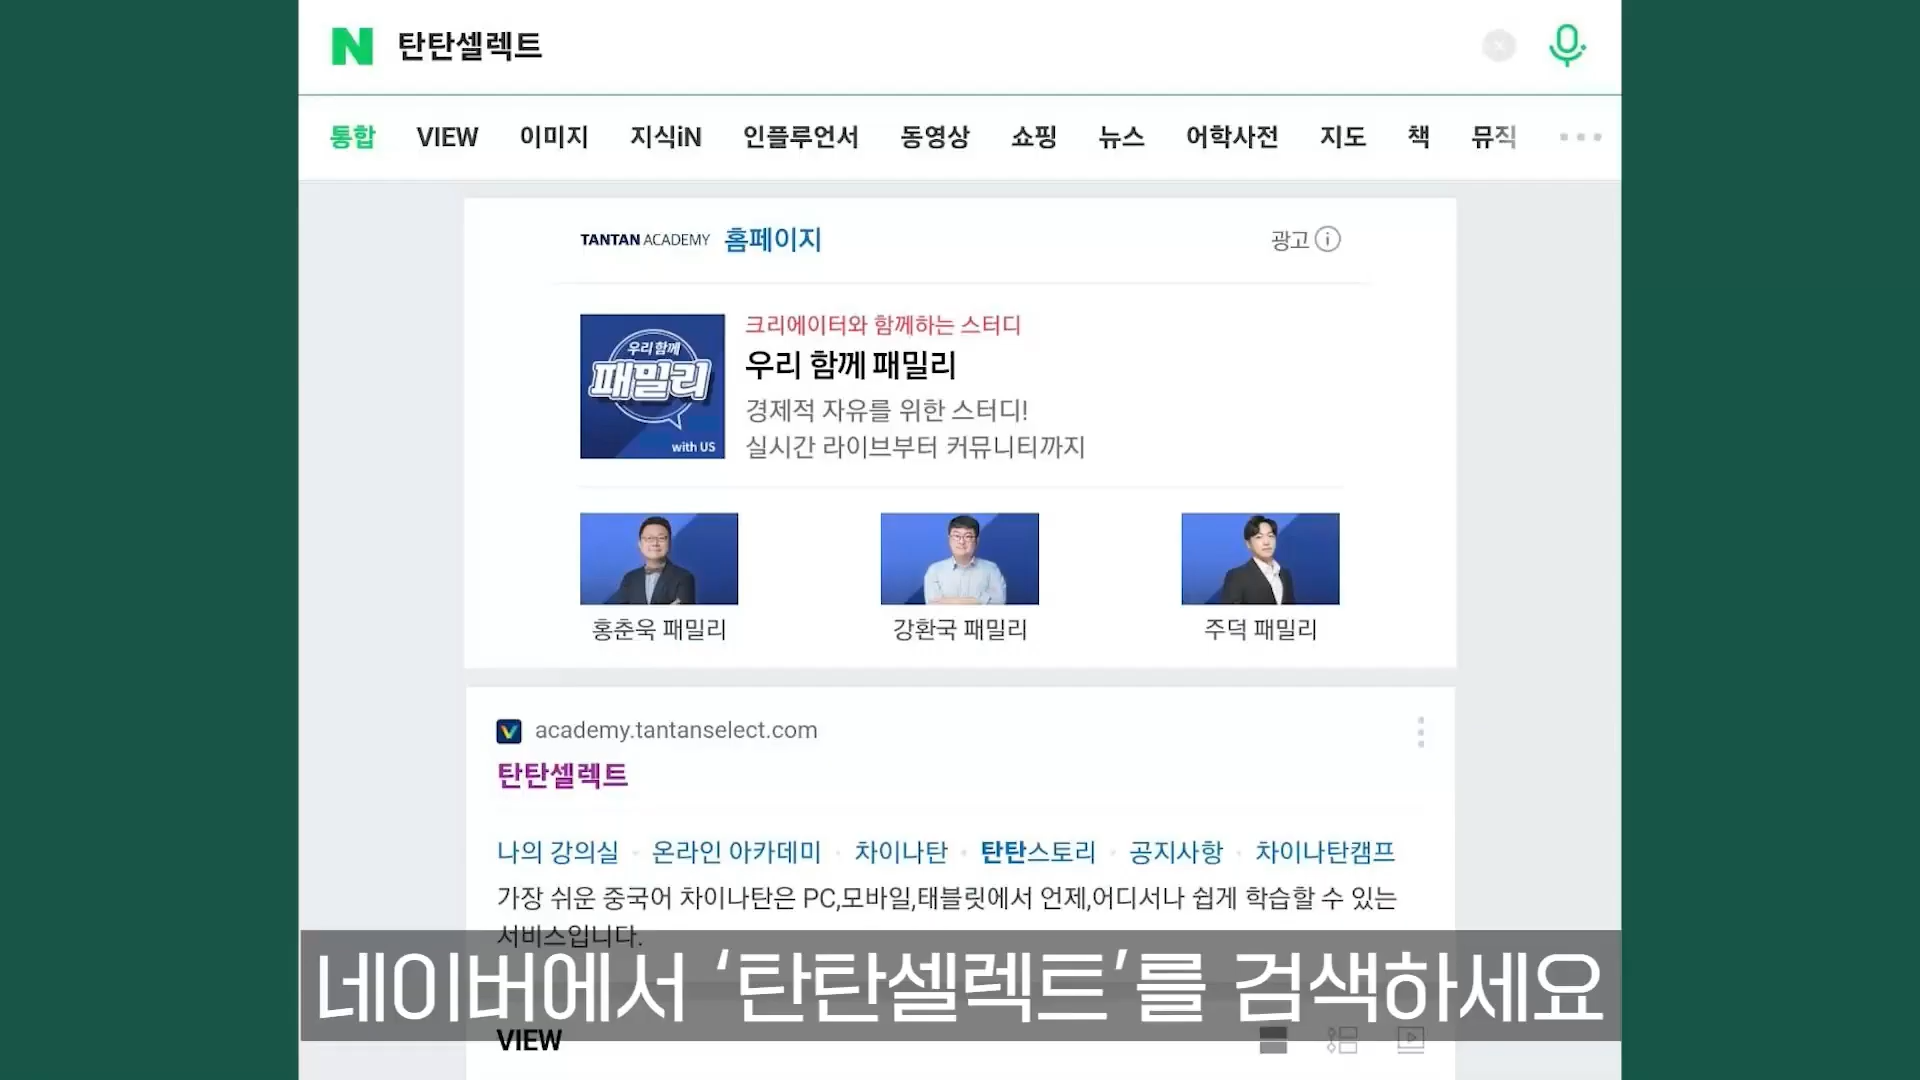 N 탄탄셀렉트
통합 VIEW 이미지 지식iN 인플루언서 동영상 쇼핑 뉴스 어학사전 지도 책 뮤직
TANTAN ACADEMY 홈페이지 광고
우리 함께
패밀리
with US
크리에이터와 함께하는 스터디
우리 함께 패밀리
경제적 자유를 위한 스터디!
실시간 라이브부터 커뮤니티까지
홍춘욱 패밀리 강환국 패밀리 주덕 패밀리
academy.tantanselect.com
탄탄셀렉트
나의 강의실 · 온라인 아카데미 · 차이나탄 · 탄탄스토리 · 공지사항 · 차이나탄캠프
가장 쉬운 중국어 차이나탄은 PC,모바일,태블릿에서 언제,어디서나 쉽게 학습할 수 있는
서비스입니다.
네이버에서 ‘탄탄셀렉트’를 검색하세요
VIEW